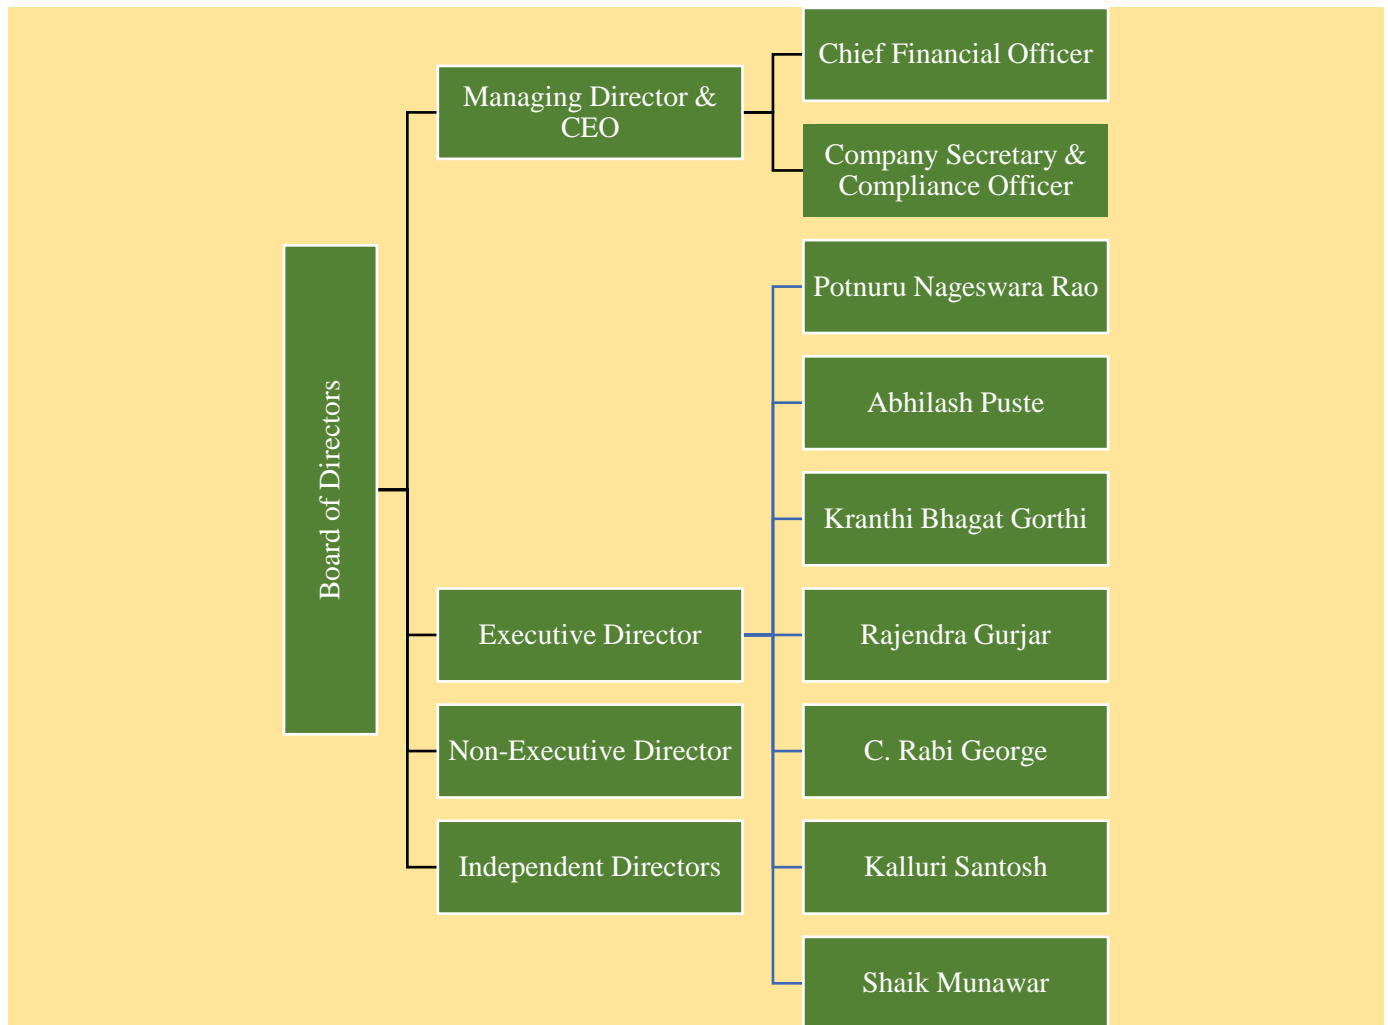 Board of Directors
Managing Director &
CEO
Chief Financial Officer
Company Secretary &
Compliance Officer
Executive Director
Potnuru Nageswara Rao
Abhilash Puste
Kranthi Bhagat Gorthi
Rajendra Gurjar
C. Rabi George
Kalluri Santosh
Shaik Munawar
Non-Executive Director
Independent Directors